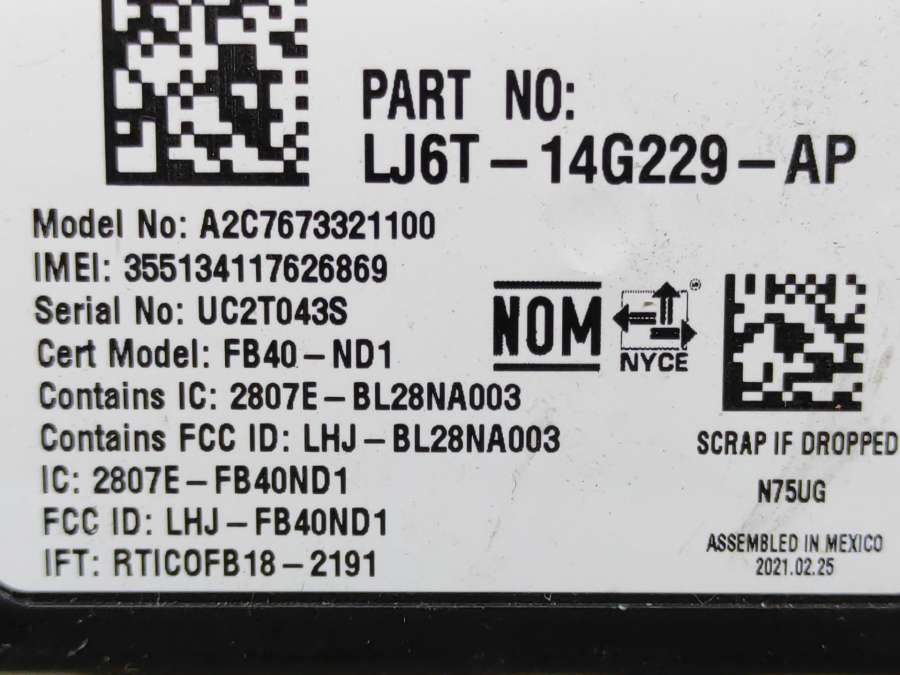 PART NO:
LJ6T-14G229-AP
Model No: A2C7673321100
IMEI: 355134117626869
Serial No: UC2T043S
Cert Model: FB40-ND1
Contains IC: 2807E-BL28NA003
Contains FCC ID: LHJ-BL28NA003
IC: 2807E-FB40ND1
FCC ID: LHJ-FB40ND1
IFT: RTICOFB18-2191
NOM
NYCE
SCRAP IF DROPPED
N75UG
ASSEMBLED IN MEXICO
2021.02.25